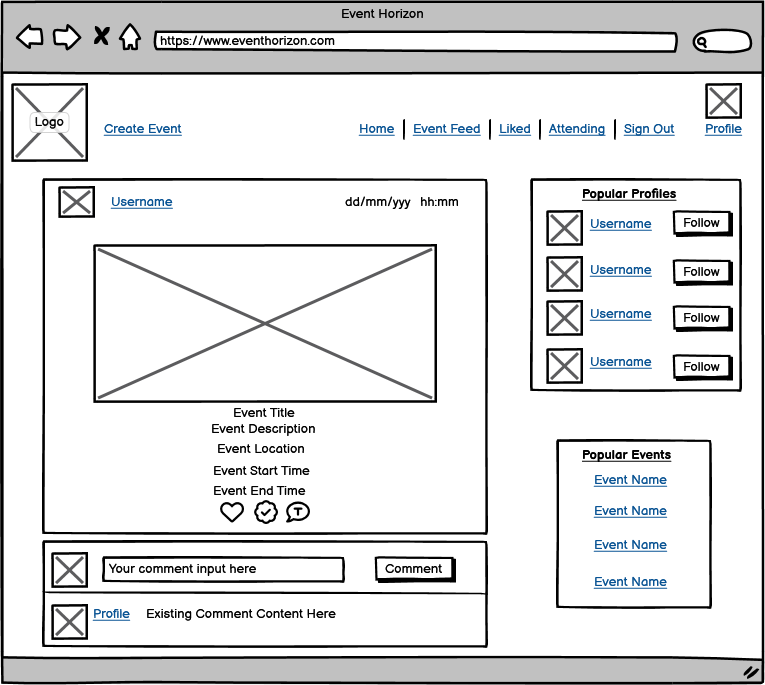 Event Horizon
https://www.eventhorizon.com
Logo
Create Event
Home
Event Feed
Liked
Attending
Sign Out
Profile
Username
dd/mm/yyy hh:mm
Event Title
Event Description
Event Location
Event Start Time
Event End Time
T
Your comment input here
Comment
Profile
Existing Comment Content Here
Popular Profiles
Username
Follow
Username
Follow
Username
Follow
Username
Follow
Popular Events
Event Name
Event Name
Event Name
Event Name